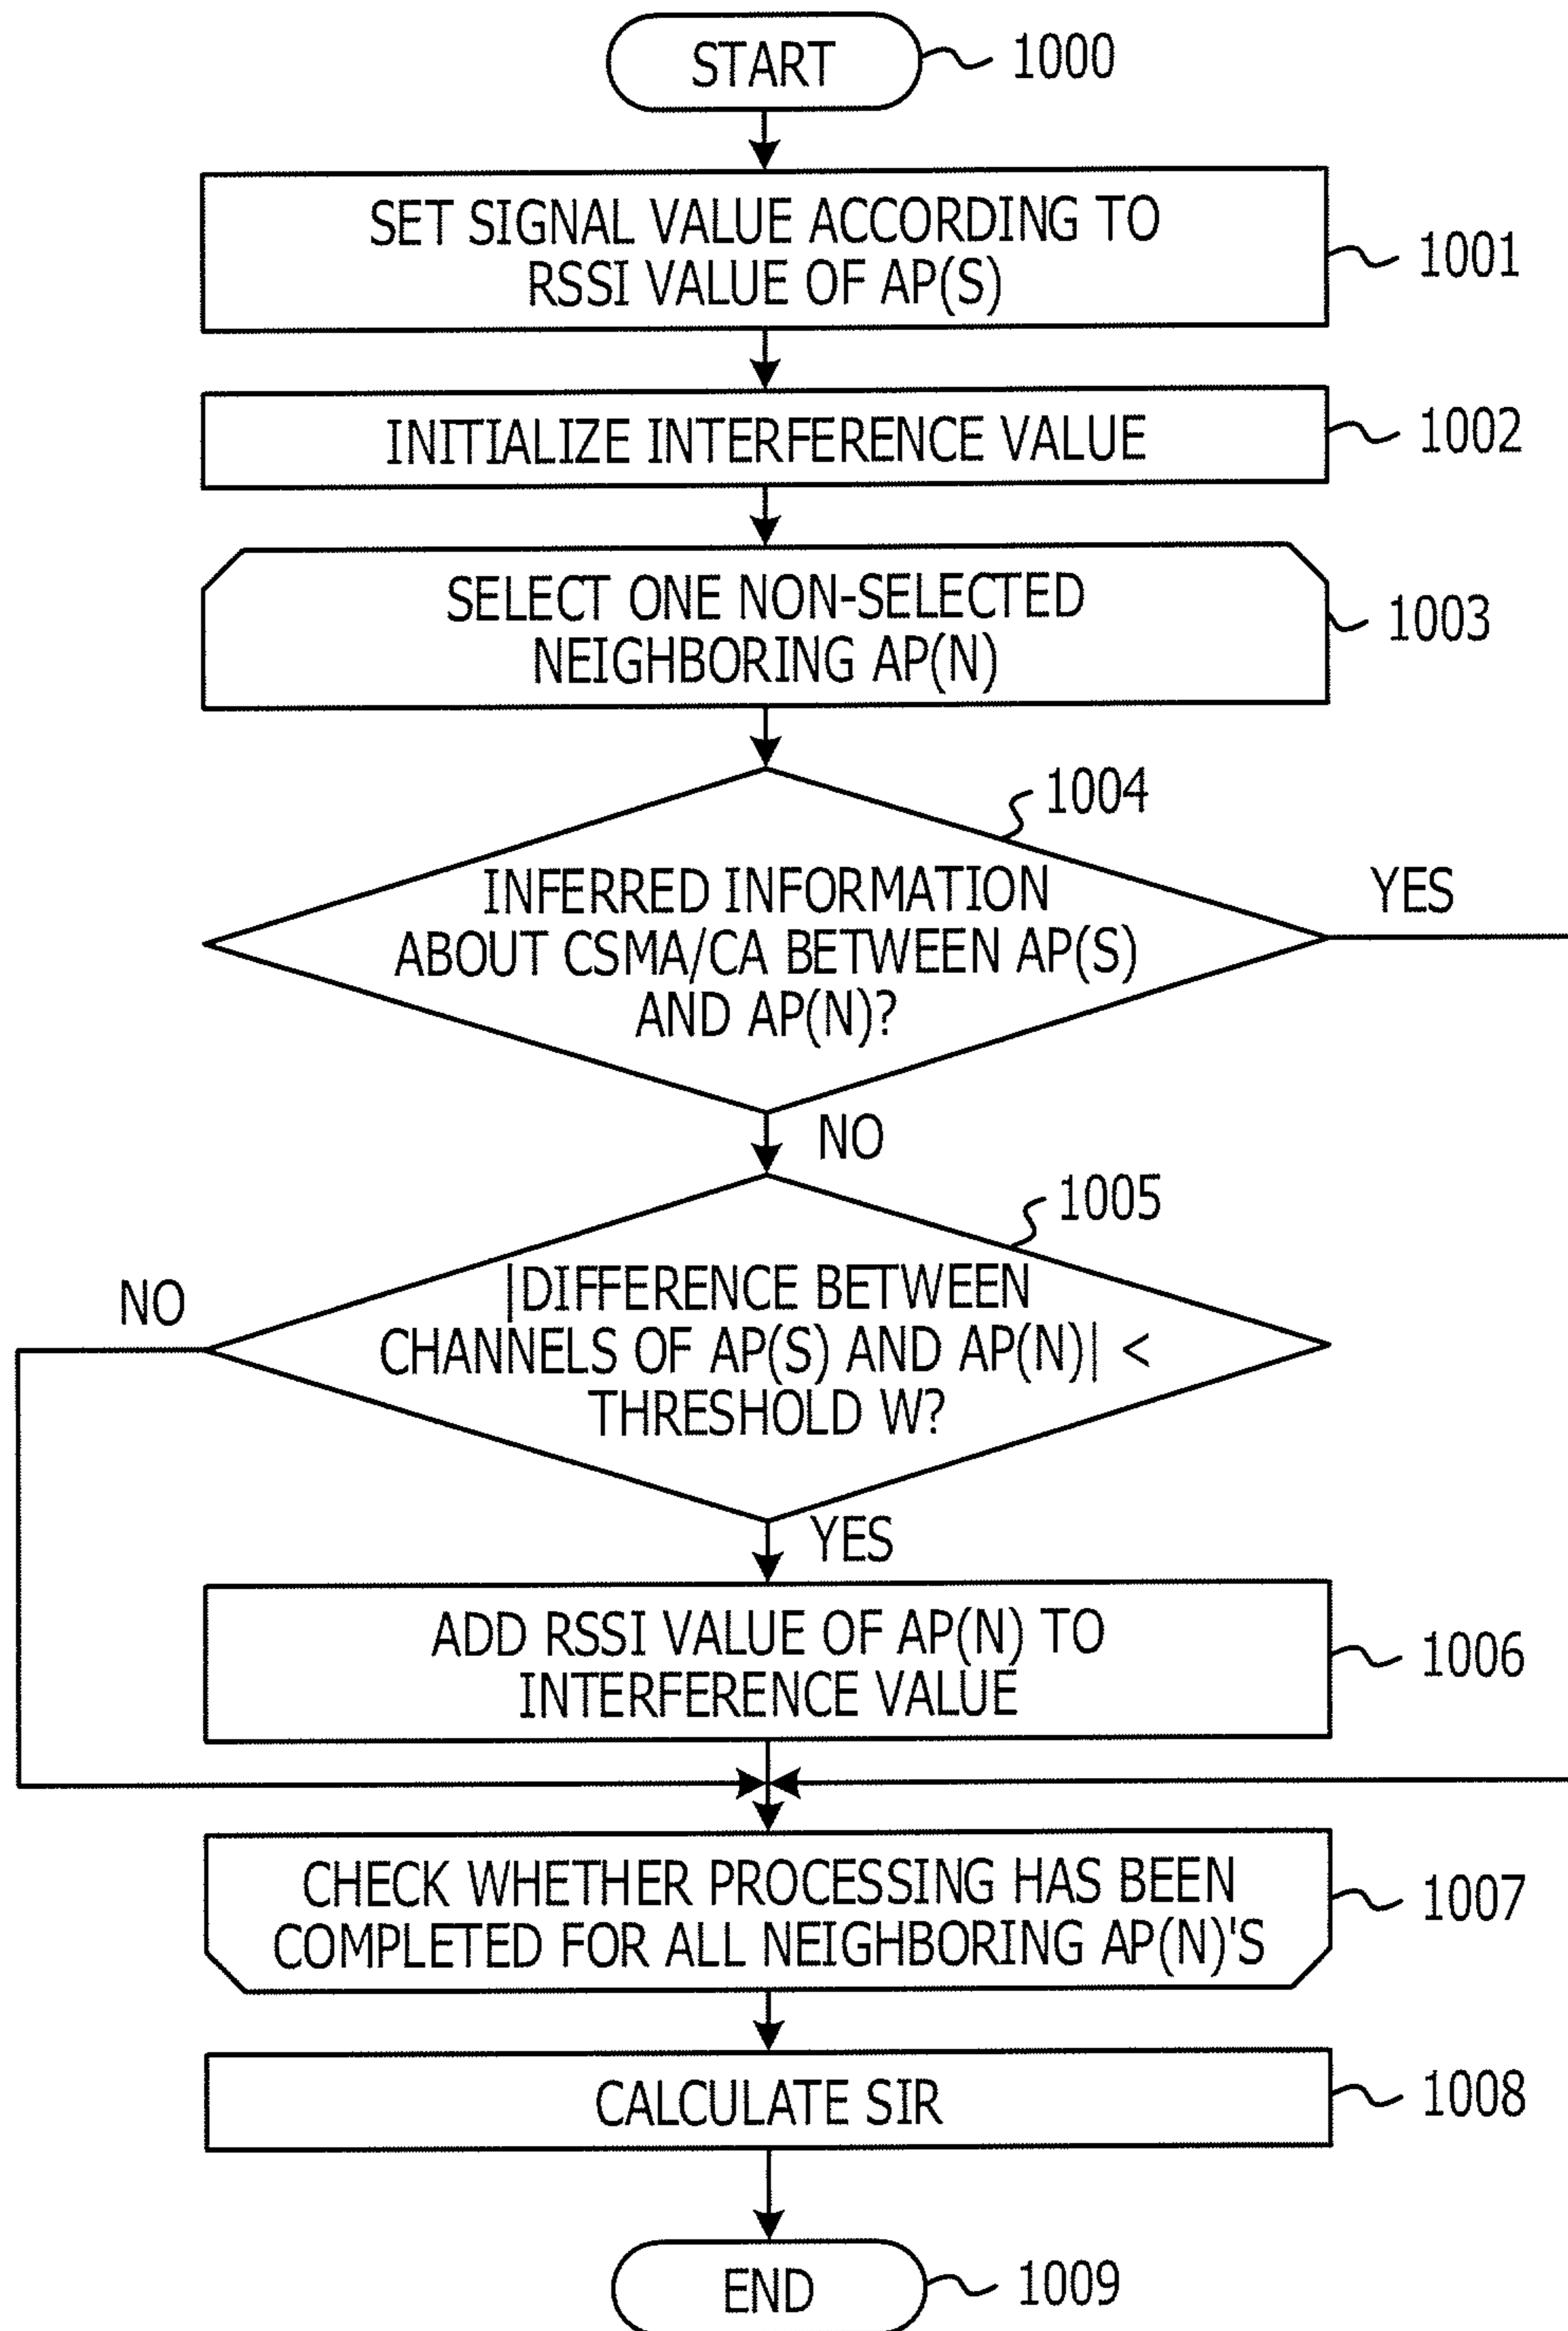 START
1000
SET SIGNAL VALUE ACCORDING TO
RSSI VALUE OF AP(S)
1001
INITIALIZE INTERFERENCE VALUE
1002
SELECT ONE NON-SELECTED
NEIGHBORING AP(N)
1003
1004
INFERRED INFORMATION
ABOUT CSMA/CA BETWEEN AP(S)
AND AP(N)?
YES
NO
1005
|DIFFERENCE BETWEEN
CHANNELS OF AP(S) AND AP(N)| <
THRESHOLD W?
NO
YES
ADD RSSI VALUE OF AP(N) TO
INTERFERENCE VALUE
1006
CHECK WHETHER PROCESSING HAS BEEN
COMPLETED FOR ALL NEIGHBORING AP(N)'S
1007
CALCULATE SIR
1008
END
1009